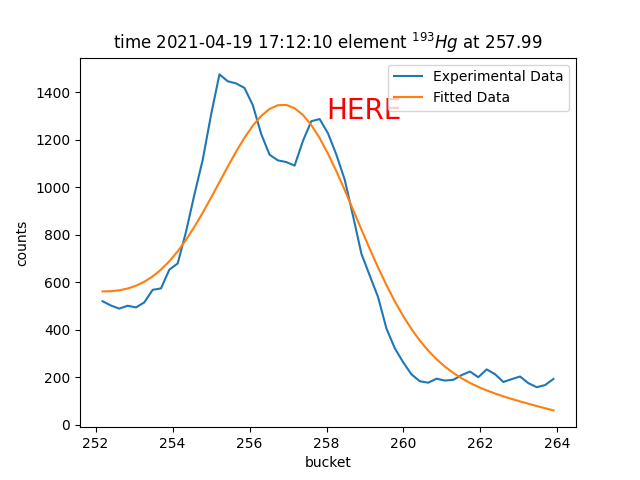 time 2021-04-19 17:12:10 element ¹⁹³Hg at 257.99
Experimental Data
Fitted Data
HERE
counts
1400
1200
1000
800
600
400
200
0
252 254 256 258 260 262 264
bucket